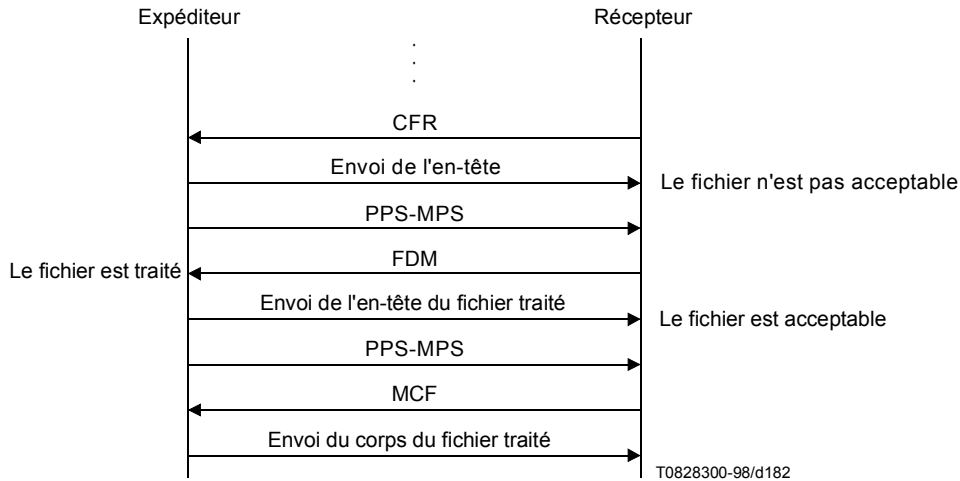 Expéditeur
Récepteur
CFR
Envoi de l'en-tête
Le fichier n'est pas acceptable
PPS-MPS
FDM
Le fichier est traité
Envoi de l'en-tête du fichier traité
Le fichier est acceptable
PPS-MPS
MCF
Envoi du corps du fichier traité
T0828300-98/d182